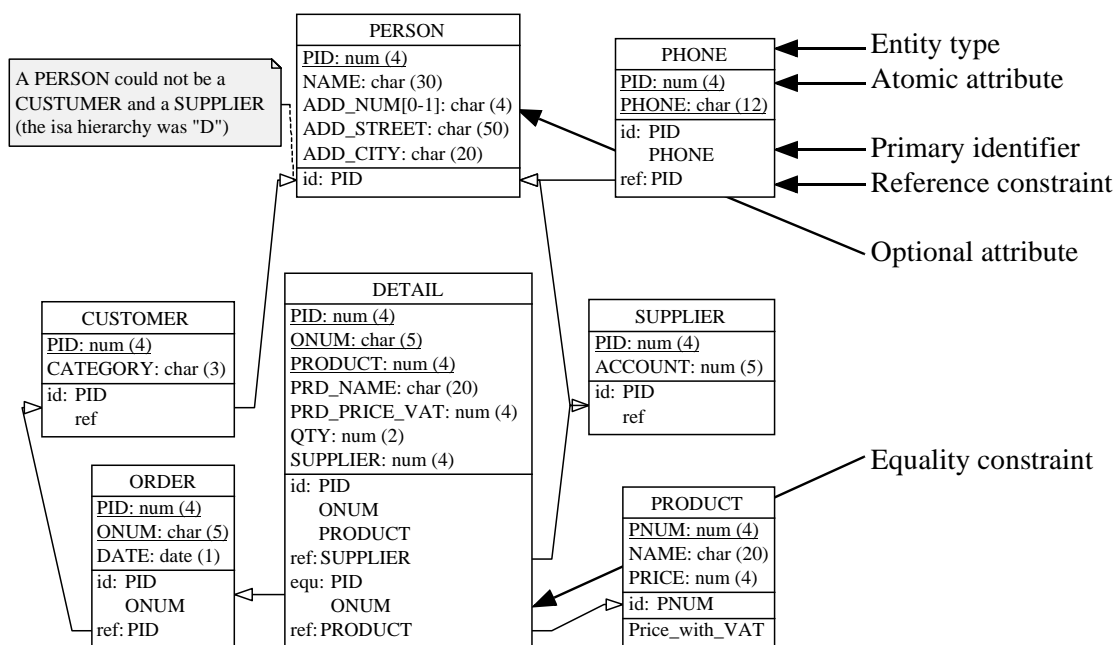 PERSON
PID: num (4)
NAME: char (30)
ADD_NUM[0-1]: char (4)
ADD_STREET: char (50)
ADD_CITY: char (20)
id: PID
A PERSON could not be a
CUSTUMER and a SUPPLIER
(the isa hierarchy was "D")
PHONE
PID: num (4)
PHONE: char (12)
id: PID
PHONE
ref: PID
Entity type
Atomic attribute
Primary identifier
Reference constraint
Optional attribute
CUSTOMER
PID: num (4)
CATEGORY: char (3)
id: PID
ref
DETAIL
PID: num (4)
ONUM: char (5)
PRODUCT: num (4)
PRD_NAME: char (20)
PRD_PRICE_VAT: num (4)
QTY: num (2)
SUPPLIER: num (4)
id: PID
ONUM
PRODUCT
ref: SUPPLIER
equ: PID
ONUM
ref: PRODUCT
SUPPLIER
PID: num (4)
ACCOUNT: num (5)
id: PID
ref
Equality constraint
ORDER
PID: num (4)
ONUM: char (5)
DATE: date (1)
id: PID
ONUM
ref: PID
PRODUCT
PNUM: num (4)
NAME: char (20)
PRICE: num (4)
id: PNUM
Price_with_VAT